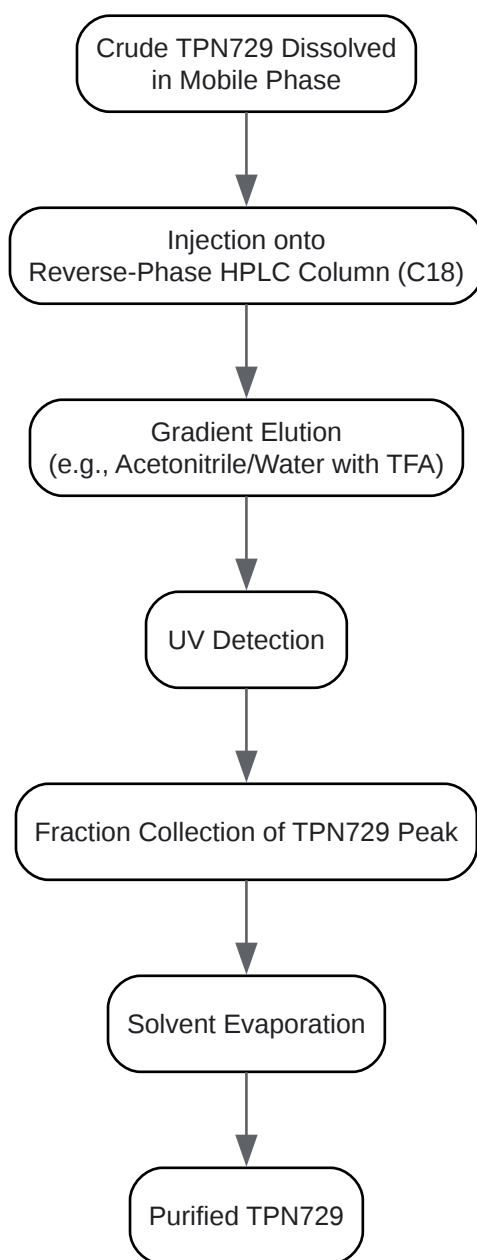 Crude TPN729 Dissolved
in Mobile Phase
Injection onto
Reverse-Phase HPLC Column (C18)
Gradient Elution
(e.g., Acetonitrile/Water with TFA)
UV Detection
Fraction Collection of TPN729 Peak
Solvent Evaporation
Purified TPN729